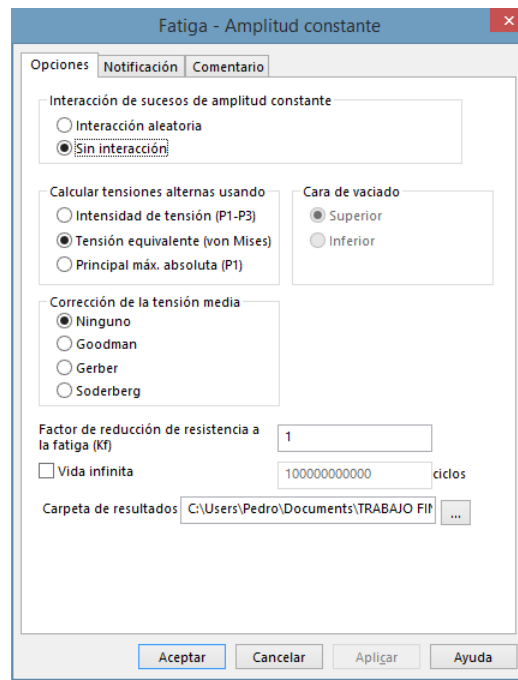 Fatiga - Amplitud constante
Opciones Notificación Comentario
Interacción de sucesos de amplitud constante
Interacción aleatoria
Sin interacción
Calcular tensiones alternas usando
Intensidad de tensión (P1-P3)
Tensión equivalente (von Mises)
Principal máx. absoluta (P1)
Cara de vaciado
Superior
Inferior
Corrección de la tensión media
Ninguno
Goodman
Gerber
Soderberg
Factor de reducción de resistencia a
la fatiga (Kf)
1
Vida infinita 100000000000 ciclos
Carpeta de resultados C:\Users\Pedro\Documents\TRABAJO FIN ...
Aceptar Cancelar Aplicar Ayuda